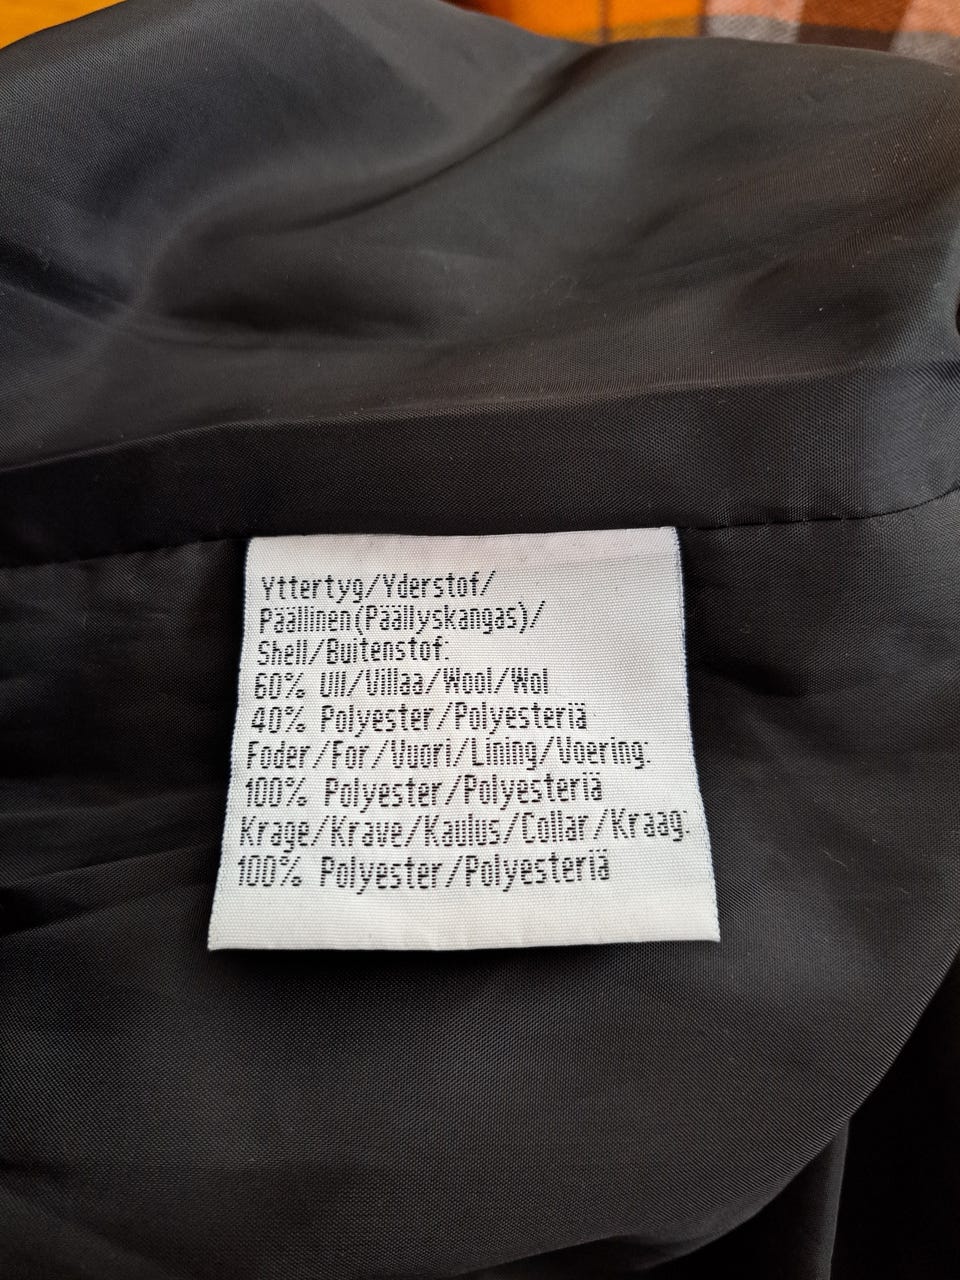 Yttertyg/Yderstof/
Päällinen(Päällyskangas)/
Shell/Buitenstof:
60% Ull/Villaa/Wool/Wol
40% Polyester/Polyesteriä
Foder/For/Vuori/Lining/Voering:
100% Polyester/Polyesteriä
Krage/Krave/Kaulus/Collar/Kraag:
100% Polyester/Polyesteriä